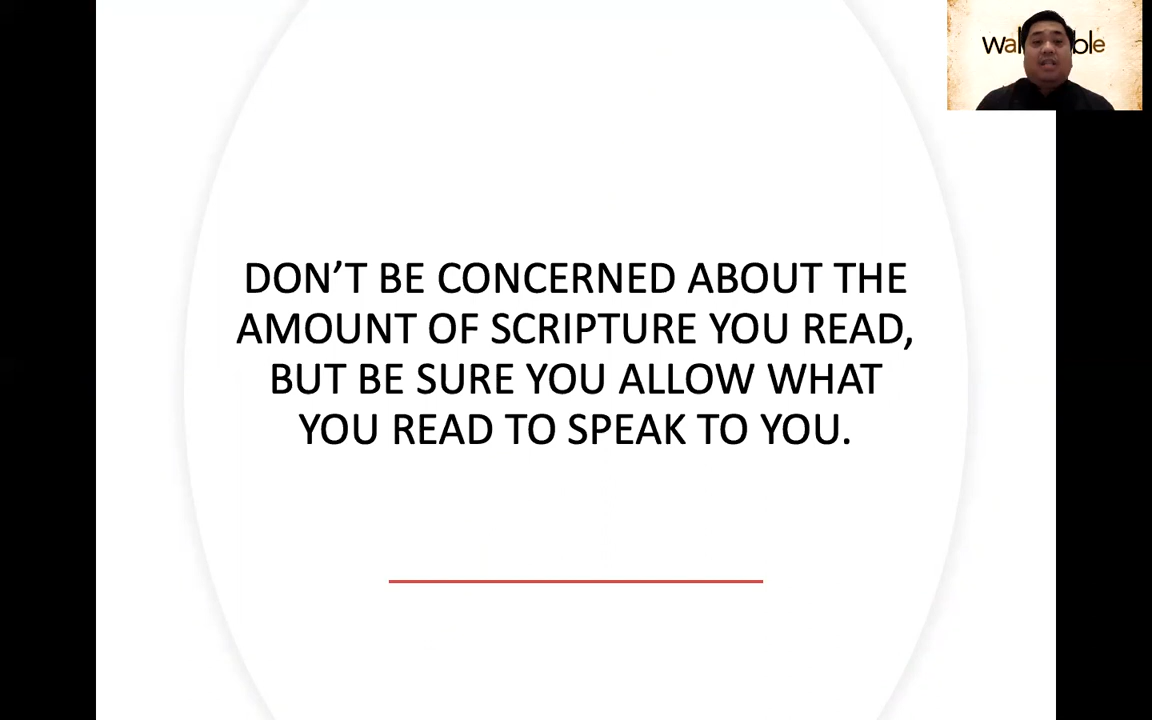 DON’T BE CONCERNED ABOUT THE
AMOUNT OF SCRIPTURE YOU READ,
BUT BE SURE YOU ALLOW WHAT
YOU READ TO SPEAK TO YOU.